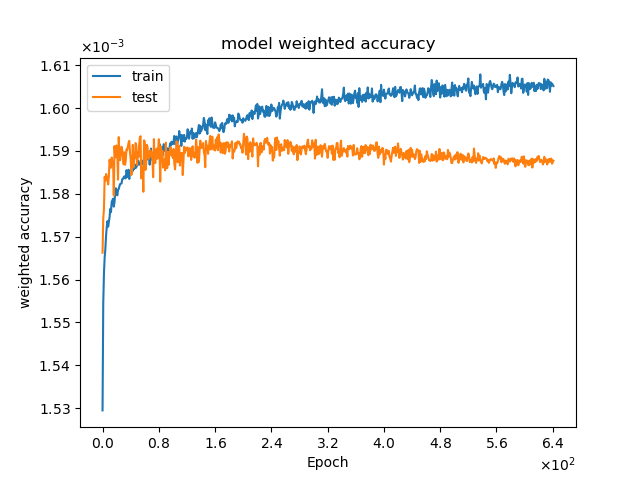 model weighted accuracy
×10⁻³
1.61
1.60
1.59
1.58
1.57
1.56
1.55
1.54
1.53
weighted accuracy
train
test
0.0 0.8 1.6 2.4 3.2 4.0 4.8 5.6 6.4
Epoch
×10²